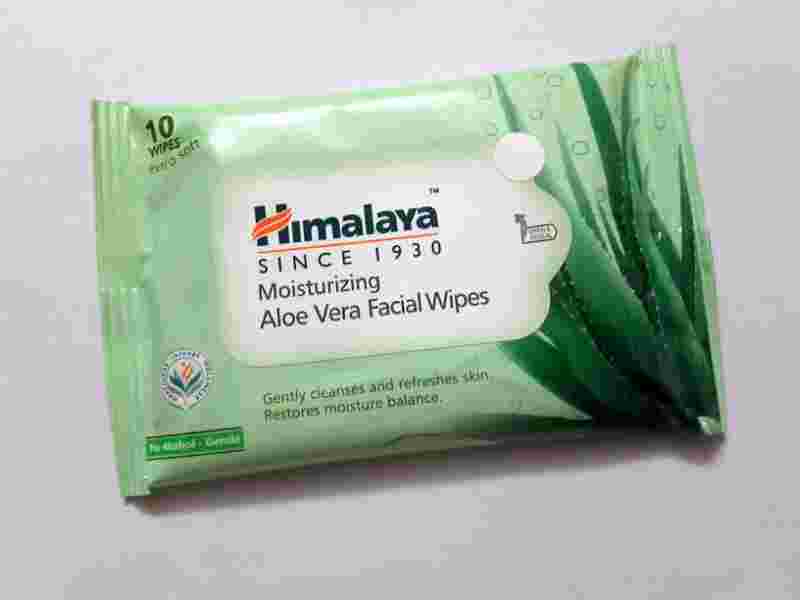 10
WIPES
extra soft
Himalaya™
SINCE 1930
Moisturizing
Aloe Vera Facial Wipes
Gently cleanses and refreshes skin
Restores moisture balance.
No Alcohol - Gentle